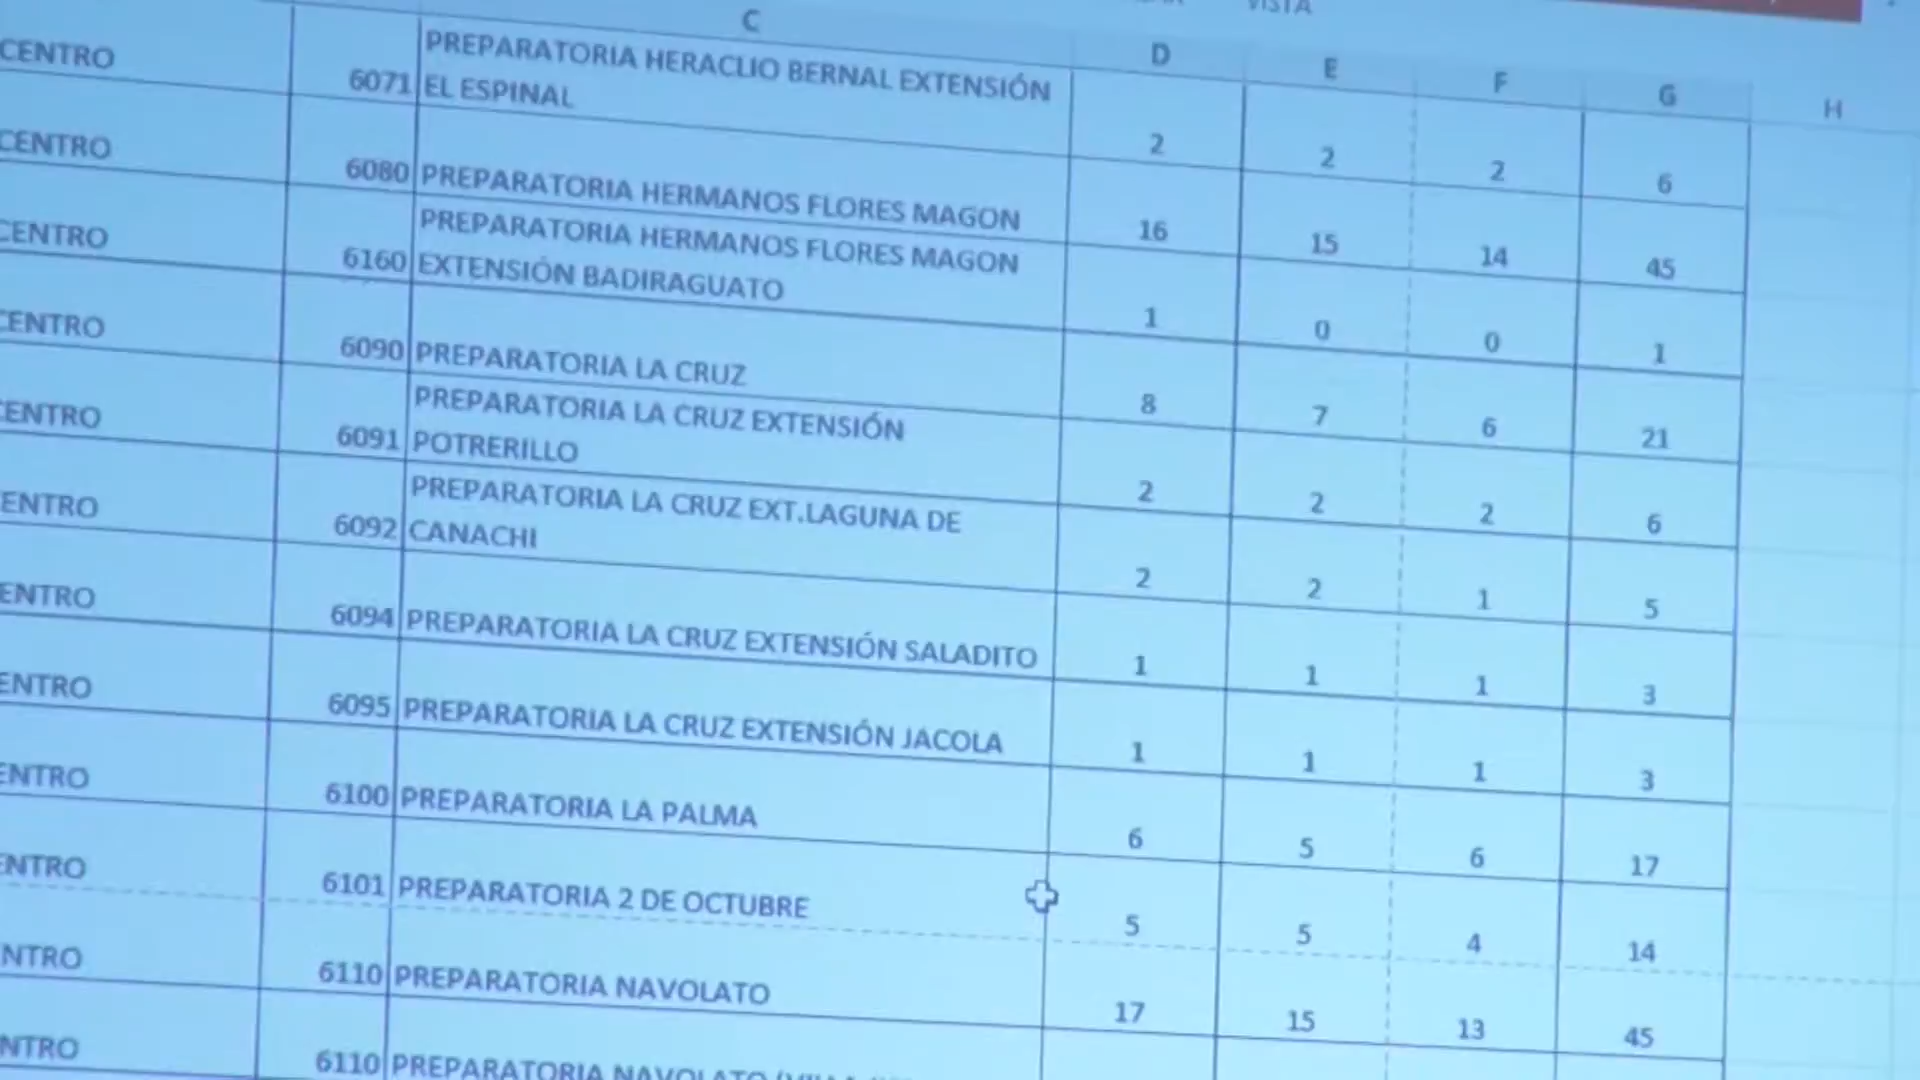 VISTA
C D E F G H
CENTRO 6071 PREPARATORIA HERACLIO BERNAL EXTENSIÓN
EL ESPINAL 2 2 2 6
CENTRO 6080 PREPARATORIA HERMANOS FLORES MAGON 16 15 14 45
CENTRO 6160 PREPARATORIA HERMANOS FLORES MAGON
EXTENSIÓN BADIRAGUATO 1 0 0 1
CENTRO 6090 PREPARATORIA LA CRUZ 8 7 6 21
CENTRO 6091 PREPARATORIA LA CRUZ EXTENSIÓN
POTRERILLO 2 2 2 6
ENTRO 6092 PREPARATORIA LA CRUZ EXT.LAGUNA DE
CANACHI 2 2 1 5
ENTRO 6094 PREPARATORIA LA CRUZ EXTENSIÓN SALADITO 1 1 1 3
ENTRO 6095 PREPARATORIA LA CRUZ EXTENSIÓN JACOLA 1 1 1 3
ENTRO 6100 PREPARATORIA LA PALMA 6 5 6 17
ENTRO 6101 PREPARATORIA 2 DE OCTUBRE 5 5 4 14
NTRO 6110 PREPARATORIA NAVOLATO 17 15 13 45
NTRO 6110 PREPARATORIA NAVOLATO